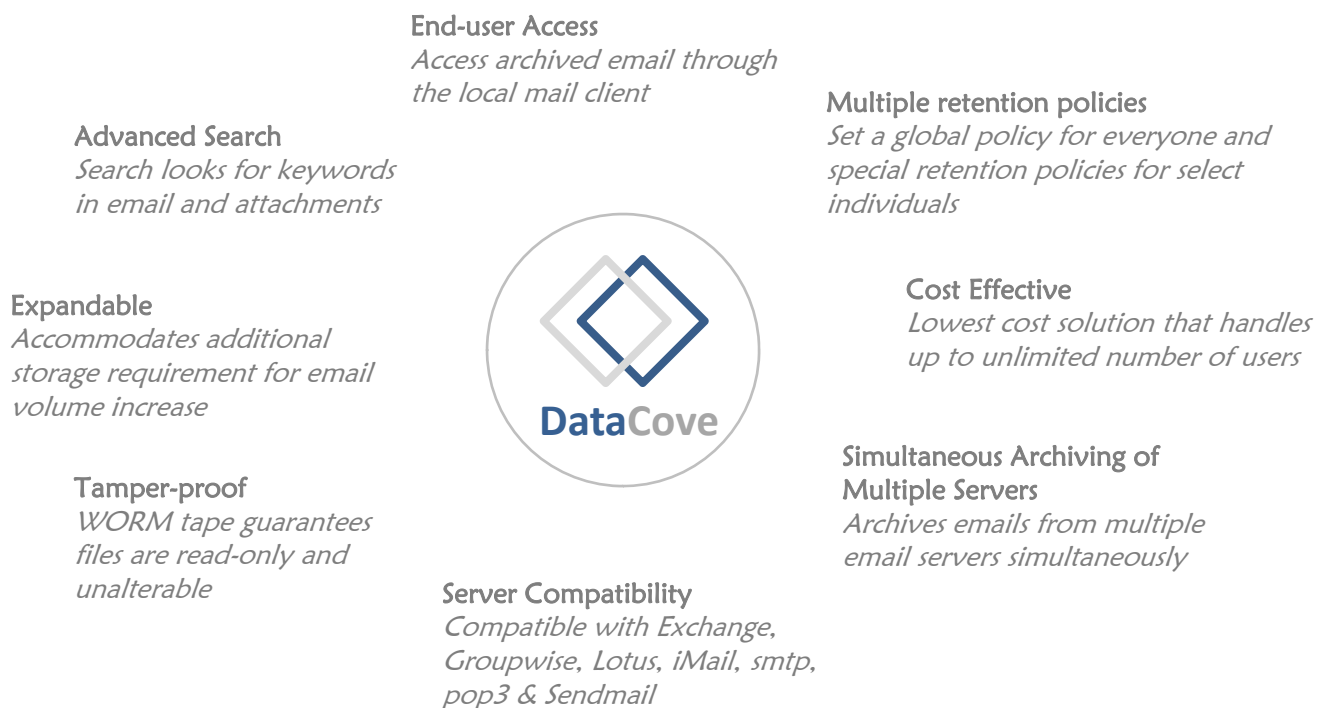 End-user Access
Access archived email through
the local mail client
Multiple retention policies
Set a global policy for everyone and
special retention policies for select
individuals
Advanced Search
Search looks for keywords
in email and attachments
Expandable
Accommodates additional
storage requirement for email
volume increase
Cost Effective
Lowest cost solution that handles
up to unlimited number of users
DataCove
Tamper-proof
WORM tape guarantees
files are read-only and
unalterable
Simultaneous Archiving of
Multiple Servers
Archives emails from multiple
email servers simultaneously
Server Compatibility
Compatible with Exchange,
Groupwise, Lotus, iMail, smtp,
pop3 & Sendmail